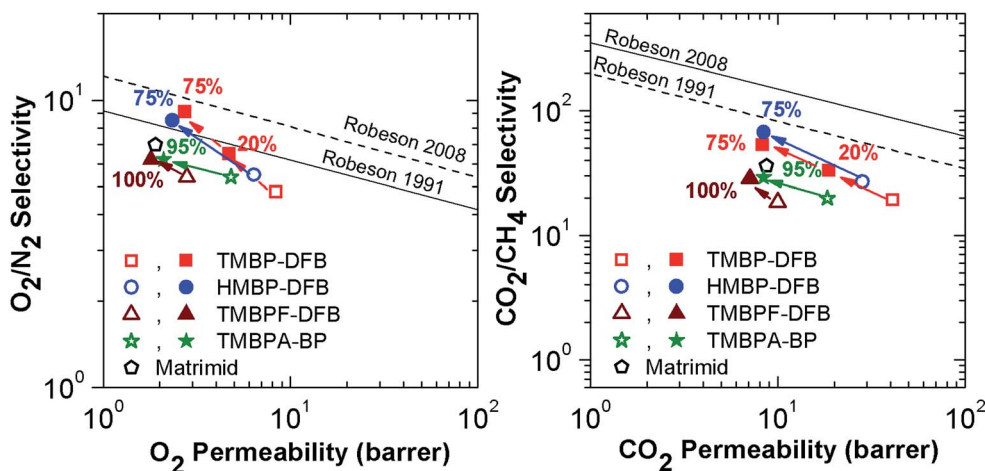 O2/N2 Selectivity
10^1
10^0
75%
75%
20%
95%
100%
Robeson 2008
Robeson 1991
, TMBP-DFB
, HMBP-DFB
, TMBPF-DFB
, TMBPA-BP
Matrimid
10^0 10^1 10^2
O2 Permeability (barrer)
CO2/CH4 Selectivity
10^2
10^1
10^0
Robeson 2008
Robeson 1991
75%
75%
20%
95%
100%
, TMBP-DFB
, HMBP-DFB
, TMBPF-DFB
, TMBPA-BP
Matrimid
10^0 10^1 10^2
CO2 Permeability (barrer)